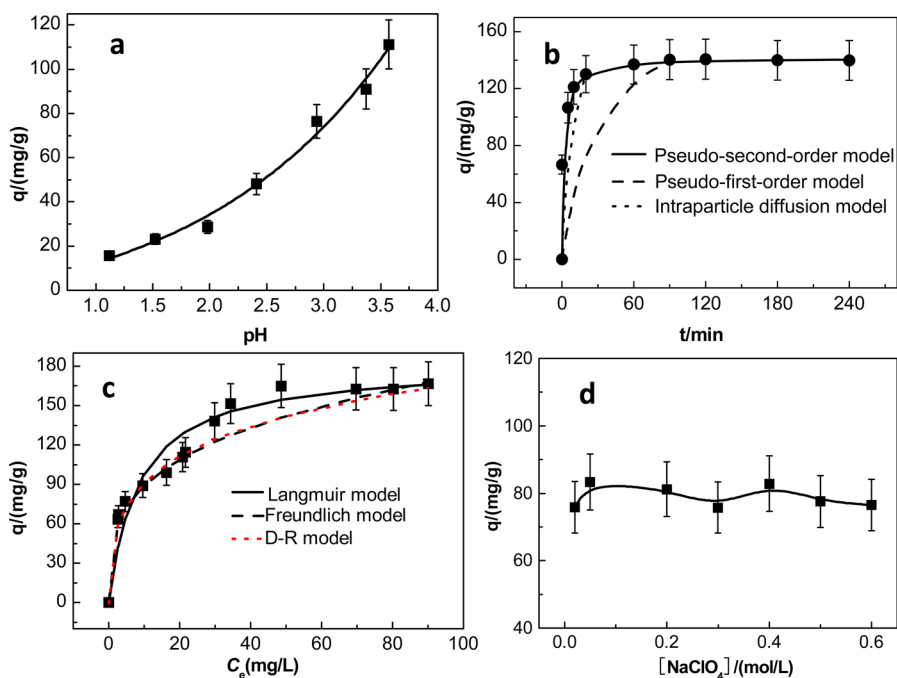 a
q/(mg/g)
120
100
80
60
40
20
0
1.0 1.5 2.0 2.5 3.0 3.5 4.0
pH
b
q/(mg/g)
160
120
80
40
0
Pseudo-second-order model
Pseudo-first-order model
Intraparticle diffusion model
0 60 120 180 240
t/min
c
q/(mg/g)
180
150
120
90
60
30
0
Langmuir model
Freundlich model
D-R model
0 20 40 60 80 100
Cₑ(mg/L)
d
q/(mg/g)
120
100
80
60
40
0.0 0.2 0.4 0.6
[NaClO₄]/(mol/L)